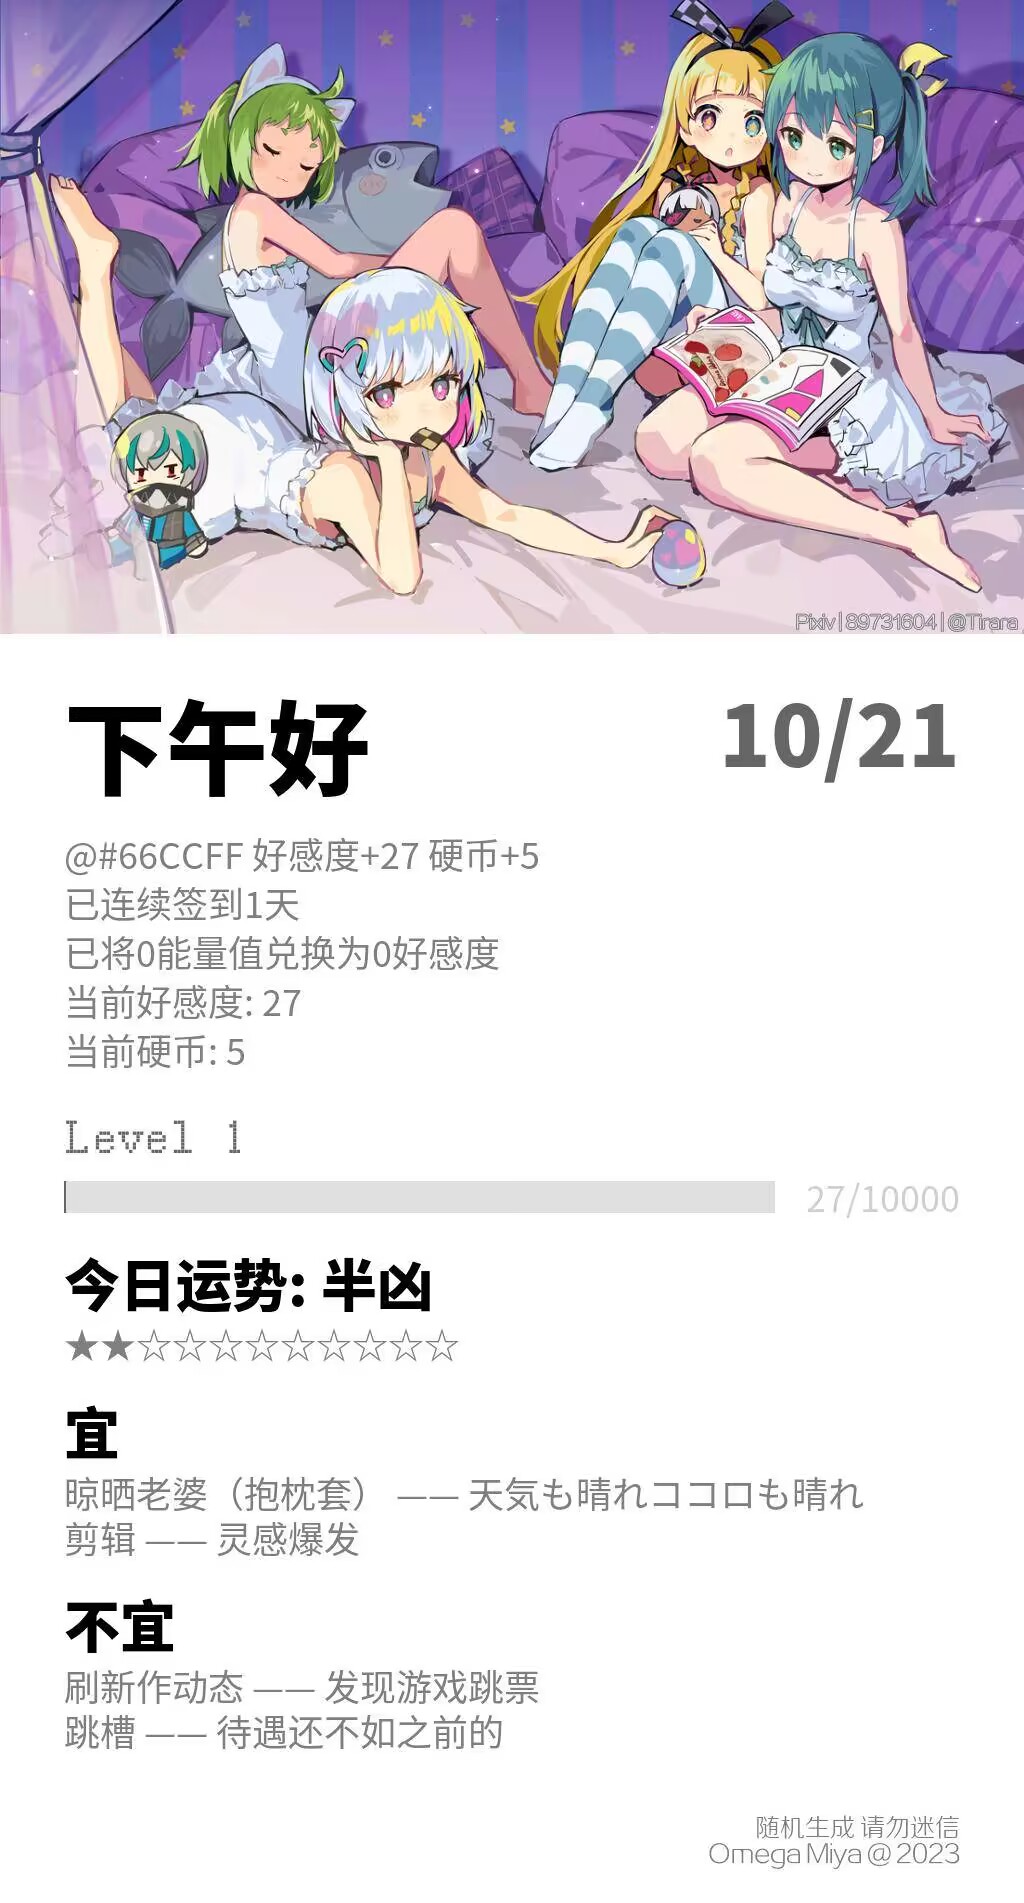 Pixiv | 89731604 | @Tirara
下午好
10/21
@#66CCFF 好感度+27 硬币+5
已连续签到1天
已将0能量值兑换为0好感度
当前好感度: 27
当前硬币: 5
Level 1
27/10000
今日运势: 半凶
★★☆☆☆☆☆☆☆☆☆
宜
晾晒老婆（抱枕套） —— 天気も晴れココロも晴れ
剪辑 —— 灵感爆发
不宜
刷新作动态 —— 发现游戏跳票
跳槽 —— 待遇还不如之前的
随机生成 请勿迷信
Omega Miya @ 2023